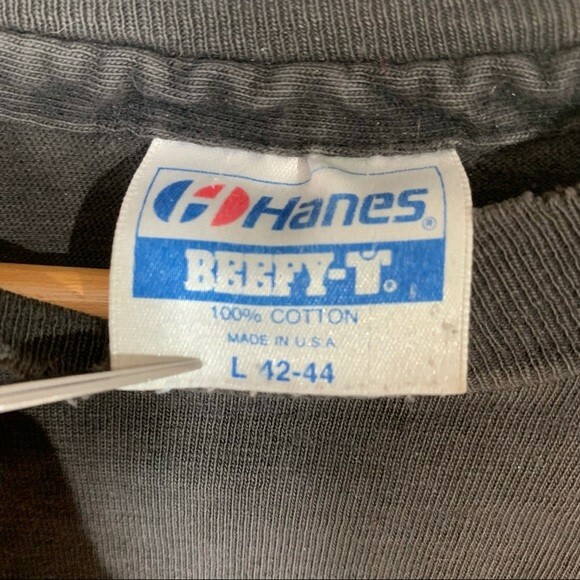 Hanes®
BEEFY-T®
100% COTTON
MADE IN U.S.A
L 42-44